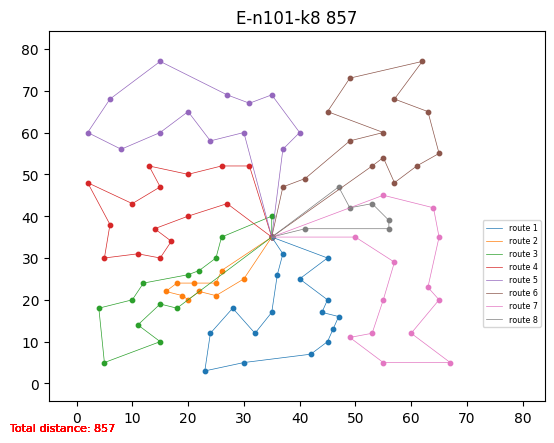 E-n101-k8 857
80
70
60
50
40
30
20
10
0
0 10 20 30 40 50 60 70 80
route 1
route 2
route 3
route 4
route 5
route 6
route 7
route 8
Total distance: 857